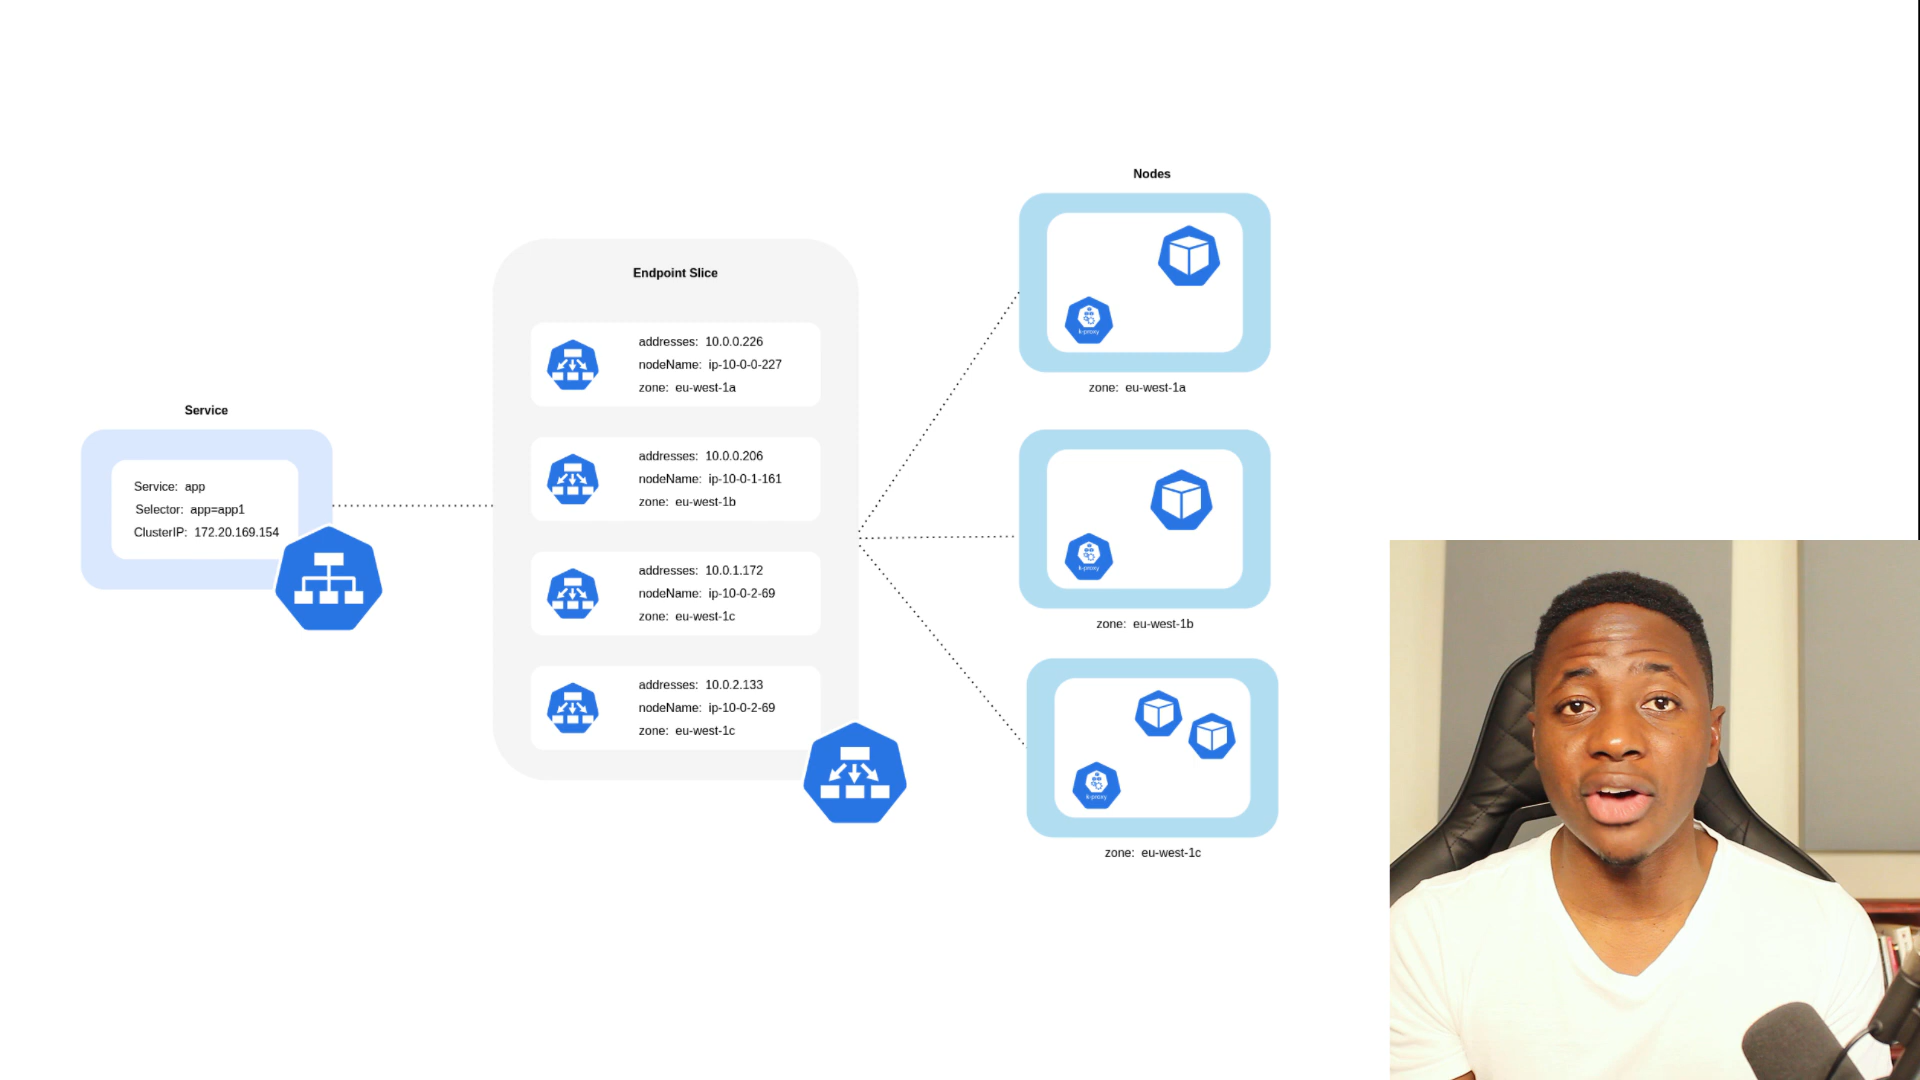 Service
Service: app
Selector: app=app1
ClusterIP: 172.20.169.154
Endpoint Slice
addresses: 10.0.0.226
nodeName: ip-10-0-0-227
zone: eu-west-1a
addresses: 10.0.0.206
nodeName: ip-10-0-1-161
zone: eu-west-1b
addresses: 10.0.1.172
nodeName: ip-10-0-2-69
zone: eu-west-1c
addresses: 10.0.2.133
nodeName: ip-10-0-2-69
zone: eu-west-1c
Nodes
k-proxy
zone: eu-west-1a
k-proxy
zone: eu-west-1b
k-proxy
zone: eu-west-1c